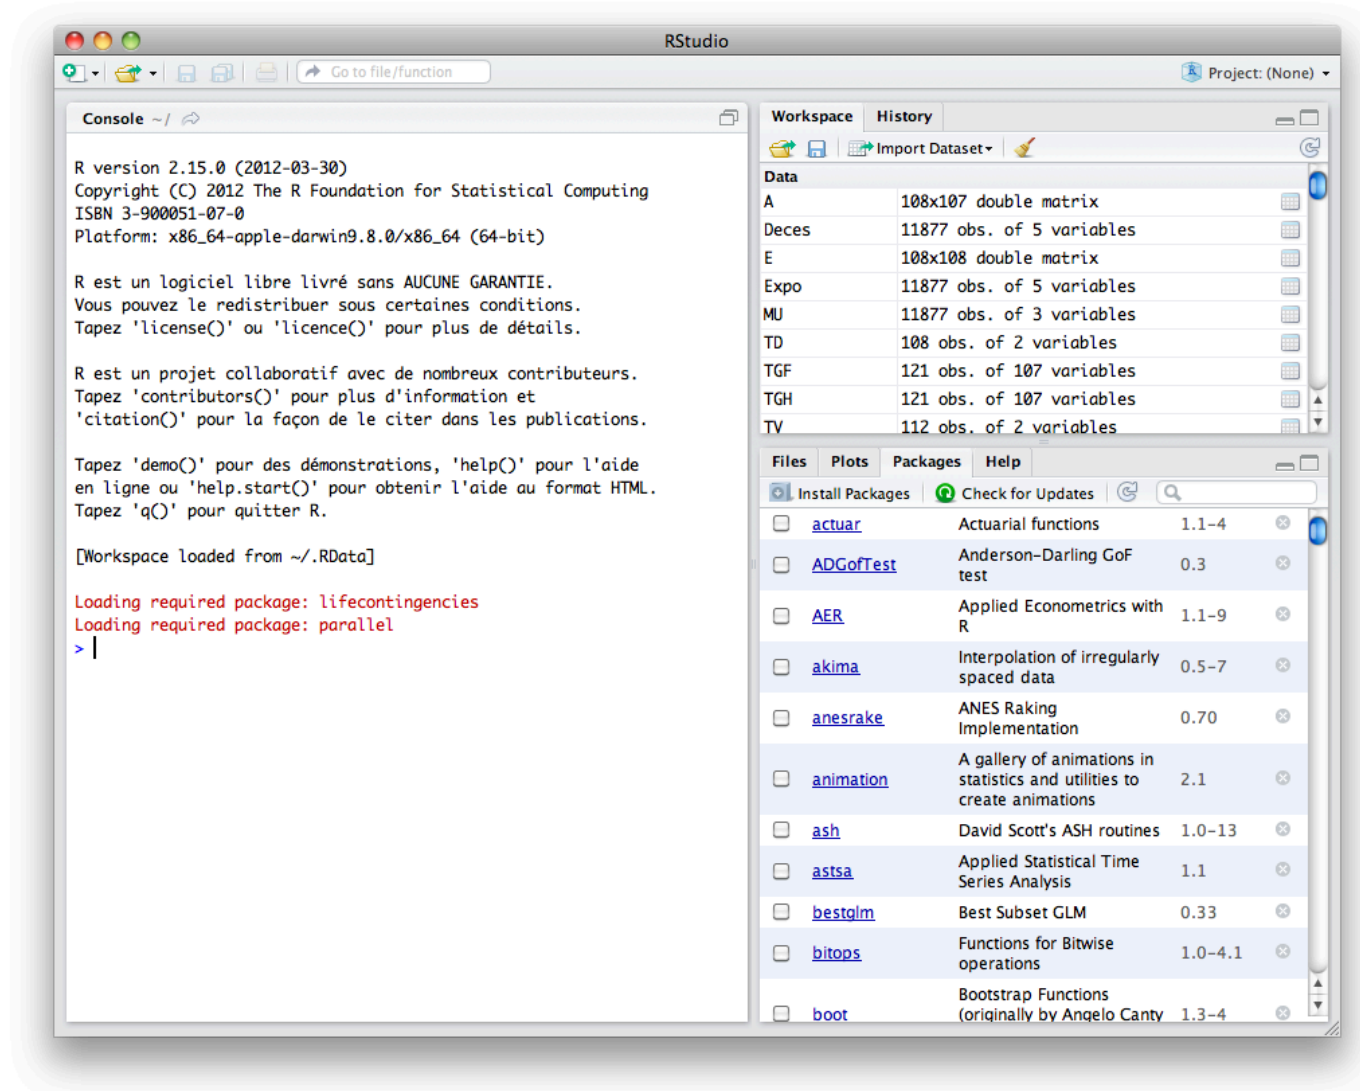 RStudio
Go to file/function
Project: (None)
Console ~/
R version 2.15.0 (2012-03-30)
Copyright (C) 2012 The R Foundation for Statistical Computing
ISBN 3-900051-07-0
Platform: x86_64-apple-darwin9.8.0/x86_64 (64-bit)
R est un logiciel libre livré sans AUCUNE GARANTIE.
Vous pouvez le redistribuer sous certaines conditions.
Tapez 'license()' ou 'licence()' pour plus de détails.
R est un projet collaboratif avec de nombreux contributeurs.
Tapez 'contributors()' pour plus d'information et
'citation()' pour la façon de le citer dans les publications.
Tapez 'demo()' pour des démonstrations, 'help()' pour l'aide
en ligne ou 'help.start()' pour obtenir l'aide au format HTML.
Tapez 'q()' pour quitter R.
[Workspace loaded from ~/.RData]
Loading required package: lifecontingencies
Loading required package: parallel
>
Workspace History
Import Dataset
Data
A 108x107 double matrix
Deces 11877 obs. of 5 variables
E 108x108 double matrix
Expo 11877 obs. of 5 variables
MU 11877 obs. of 3 variables
TD 108 obs. of 2 variables
TGF 121 obs. of 107 variables
TGH 121 obs. of 107 variables
TV 112 obs. of 2 variables
Files Plots Packages Help
Install Packages Check for Updates
actuar Actuarial functions 1.1-4
ADGofTest Anderson-Darling GoF
test 0.3
AER Applied Econometrics with
R 1.1-9
akima Interpolation of irregularly
spaced data 0.5-7
anesrake ANES Raking
Implementation 0.70
animation A gallery of animations in
statistics and utilities to
create animations 2.1
ash David Scott's ASH routines 1.0-13
astsa Applied Statistical Time
Series Analysis 1.1
bestglm Best Subset GLM 0.33
bitops Functions for Bitwise
operations 1.0-4.1
boot Bootstrap Functions
(originally by Angelo Canty 1.3-4